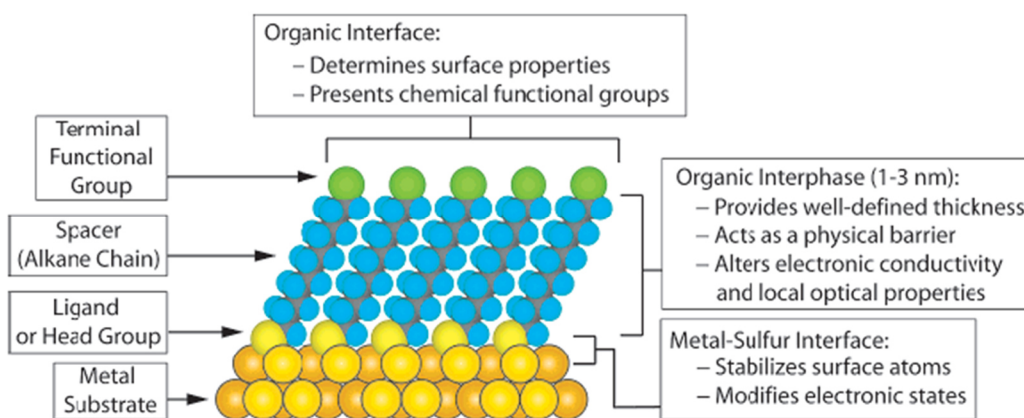 Organic Interface:
– Determines surface properties
– Presents chemical functional groups
Terminal
Functional
Group
Spacer
(Alkane Chain)
Ligand
or Head Group
Metal
Substrate
Organic Interphase (1-3 nm):
– Provides well-defined thickness
– Acts as a physical barrier
– Alters electronic conductivity
and local optical properties
Metal-Sulfur Interface:
– Stabilizes surface atoms
– Modifies electronic states